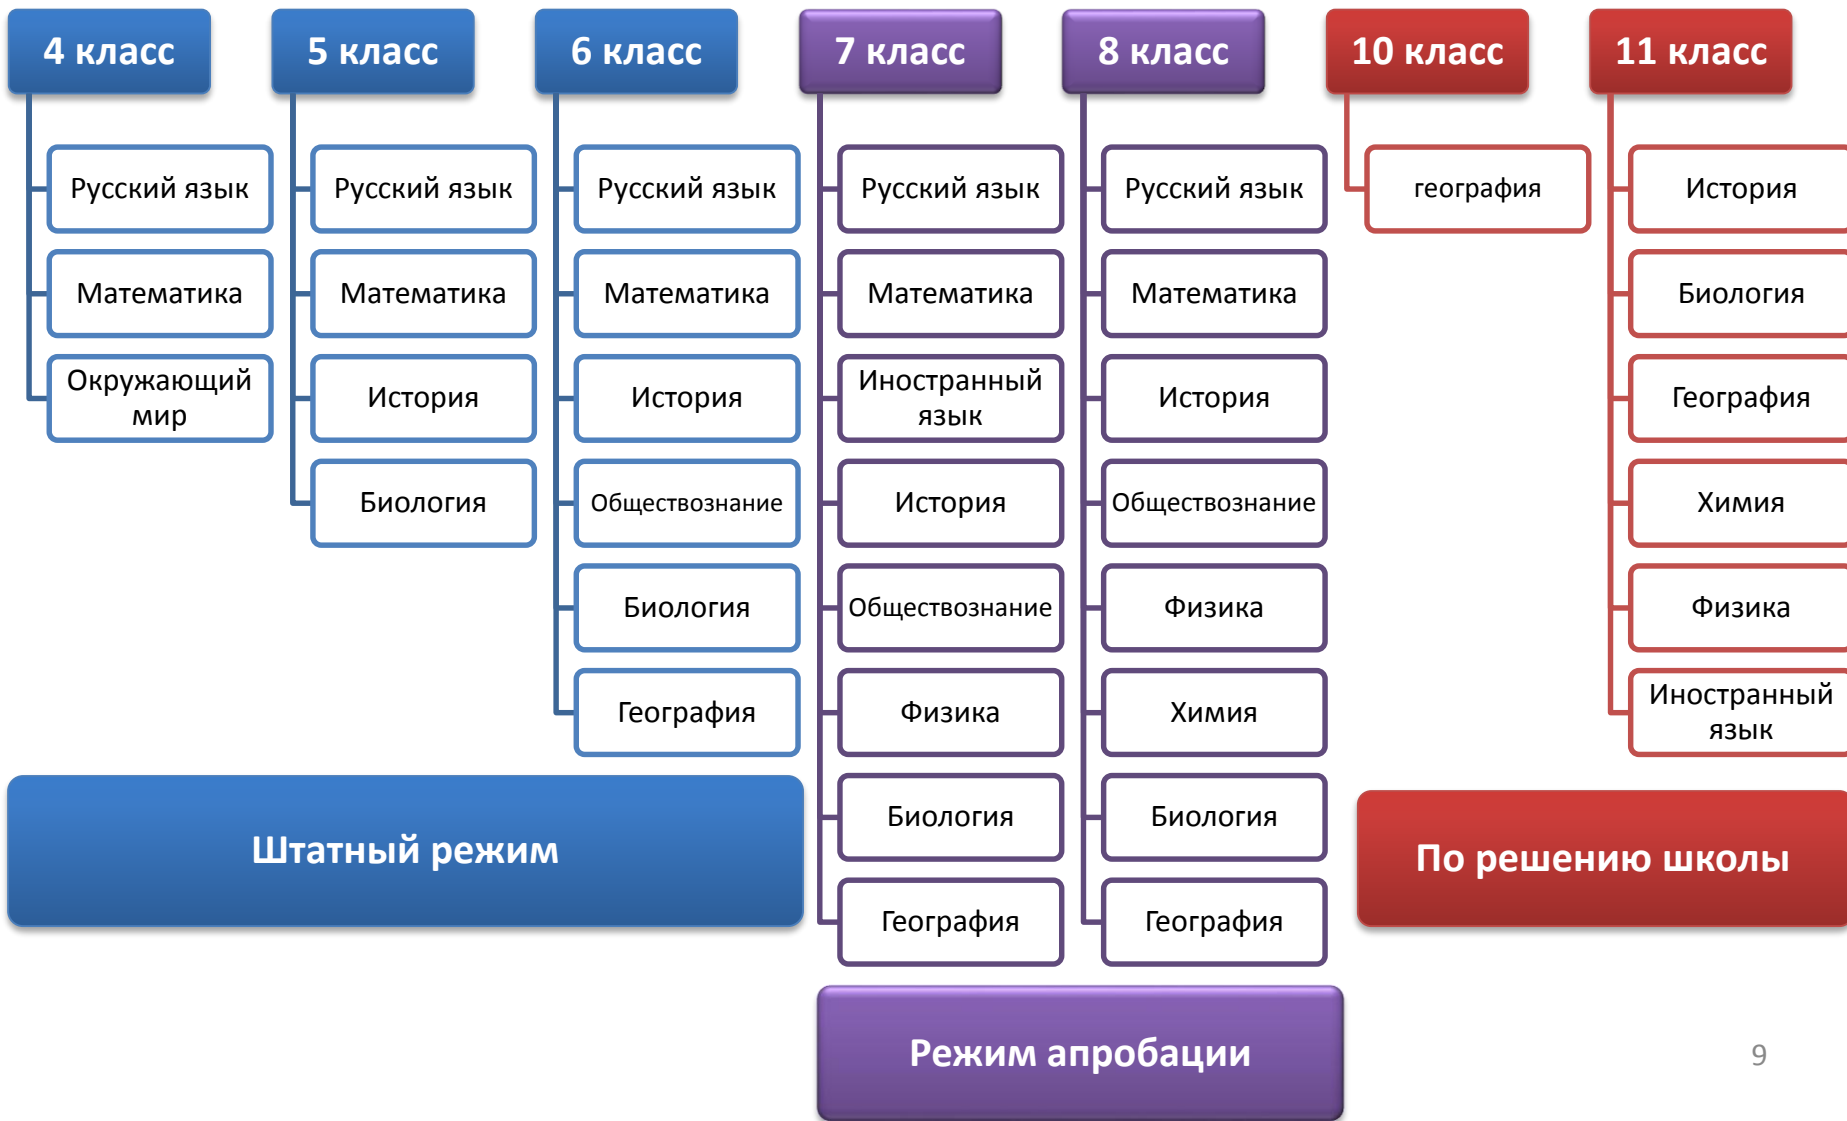 4 класс
Русский язык
Математика
Окружающий
мир
5 класс
Русский язык
Математика
История
Биология
6 класс
Русский язык
Математика
История
Обществознание
Биология
География
Штатный режим
7 класс
Русский язык
Математика
Иностранный
язык
История
Обществознание
Физика
Биология
География
8 класс
Русский язык
Математика
История
Обществознание
Физика
Химия
Биология
География
Режим апробации
10 класс
география
11 класс
История
Биология
География
Химия
Физика
Иностранный
язык
По решению школы
9